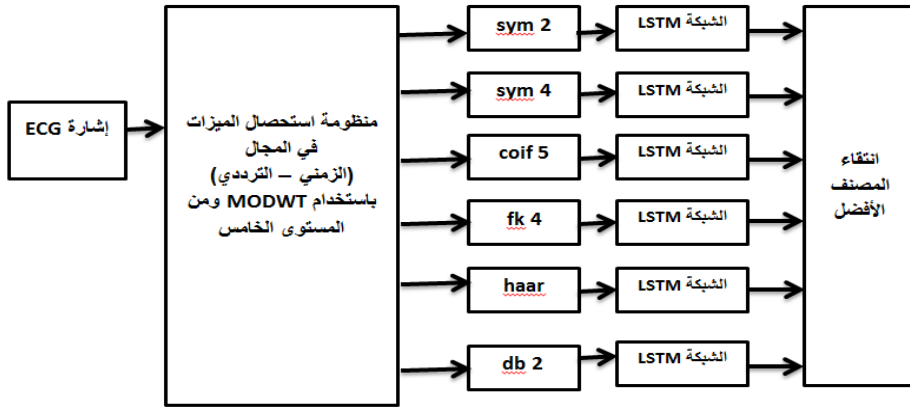 إشارة ECG
منظومة استحصال الميزات
في المجال
(الزمني – الترددي)
باستخدام MODWT ومن
المستوى الخامس
sym 2
الشبكة LSTM
sym 4
الشبكة LSTM
coif 5
الشبكة LSTM
fk 4
الشبكة LSTM
haar
الشبكة LSTM
db 2
الشبكة LSTM
انتقاء
المصنف
الأفضل